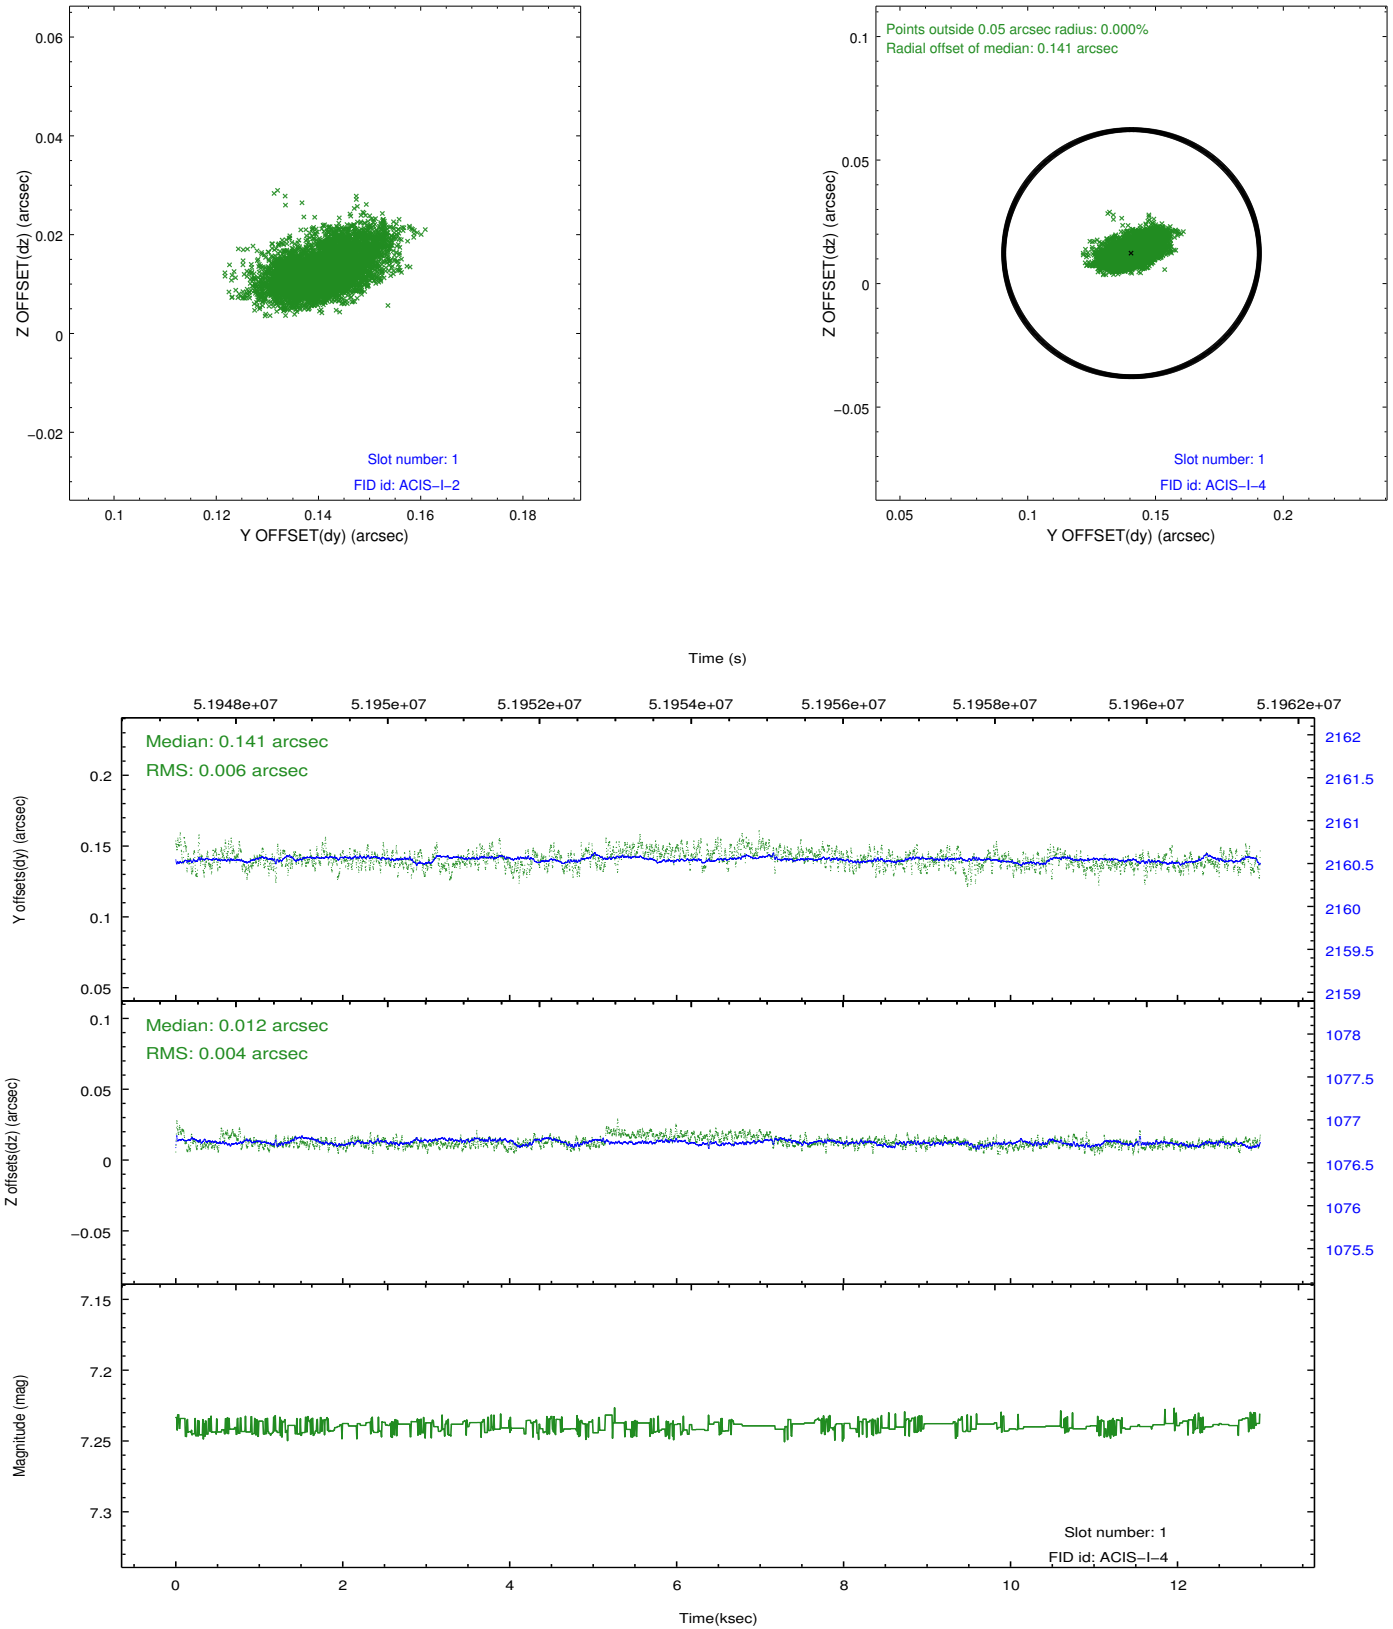 0.06
0.04
0.02
0
−0.02
Z OFFSET(dz) (arcsec)
Slot number: 1
FID id: ACIS−I−2
0.1 0.12 0.14 0.16 0.18
Y OFFSET(dy) (arcsec)
Points outside 0.05 arcsec radius: 0.000%
Radial offset of median: 0.141 arcsec
0.1
0.05
0
−0.05
Z OFFSET(dz) (arcsec)
Slot number: 1
FID id: ACIS−I−4
0.05 0.1 0.15 0.2
Y OFFSET(dy) (arcsec)
Time (s)
5.1948e+07 5.195e+07 5.1952e+07 5.1954e+07 5.1956e+07 5.1958e+07 5.196e+07 5.1962e+07
Median: 0.141 arcsec
RMS: 0.006 arcsec
0.2
0.15
0.1
0.05
Y offsets(dy) (arcsec)
2162
2161.5
2161
2160.5
2160
2159.5
2159
Median: 0.012 arcsec
RMS: 0.004 arcsec
0.1
0.05
0
−0.05
Z offsets(dz) (arcsec)
1078
1077.5
1077
1076.5
1076
1075.5
7.15
7.2
7.25
7.3
Magnitude (mag)
Slot number: 1
FID id: ACIS−I−4
0 2 4 6 8 10 12
Time(ksec)